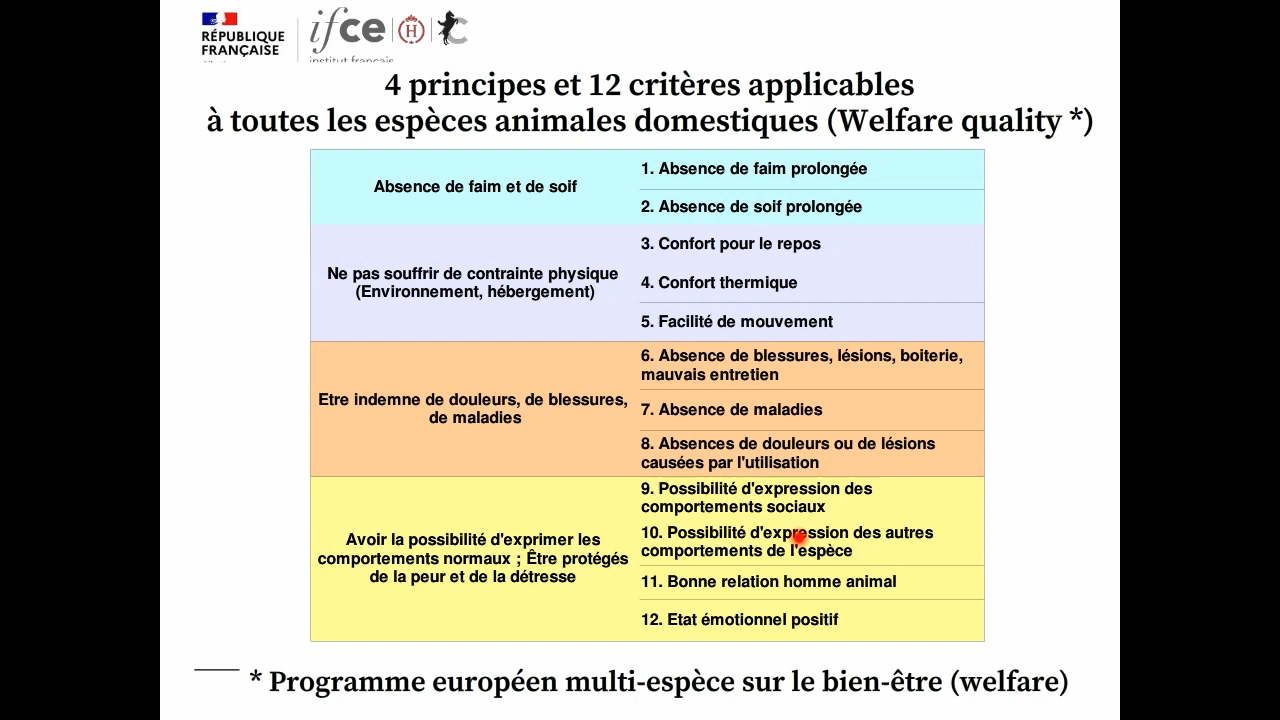 RÉPUBLIQUE
FRANÇAISE
ifce
H
institut français
4 principes et 12 critères applicables
à toutes les espèces animales domestiques (Welfare quality *)
Absence de faim et de soif
1. Absence de faim prolongée
2. Absence de soif prolongée
Ne pas souffrir de contrainte physique
(Environnement, hébergement)
3. Confort pour le repos
4. Confort thermique
5. Facilité de mouvement
Etre indemne de douleurs, de blessures,
de maladies
6. Absence de blessures, lésions, boiterie,
mauvais entretien
7. Absence de maladies
8. Absences de douleurs ou de lésions
causées par l'utilisation
Avoir la possibilité d'exprimer les
comportements normaux ; Être protégés
de la peur et de la détresse
9. Possibilité d'expression des
comportements sociaux
10. Possibilité d'expression des autres
comportements de l'espèce
11. Bonne relation homme animal
12. Etat émotionnel positif
* Programme européen multi-espèce sur le bien-être (welfare)